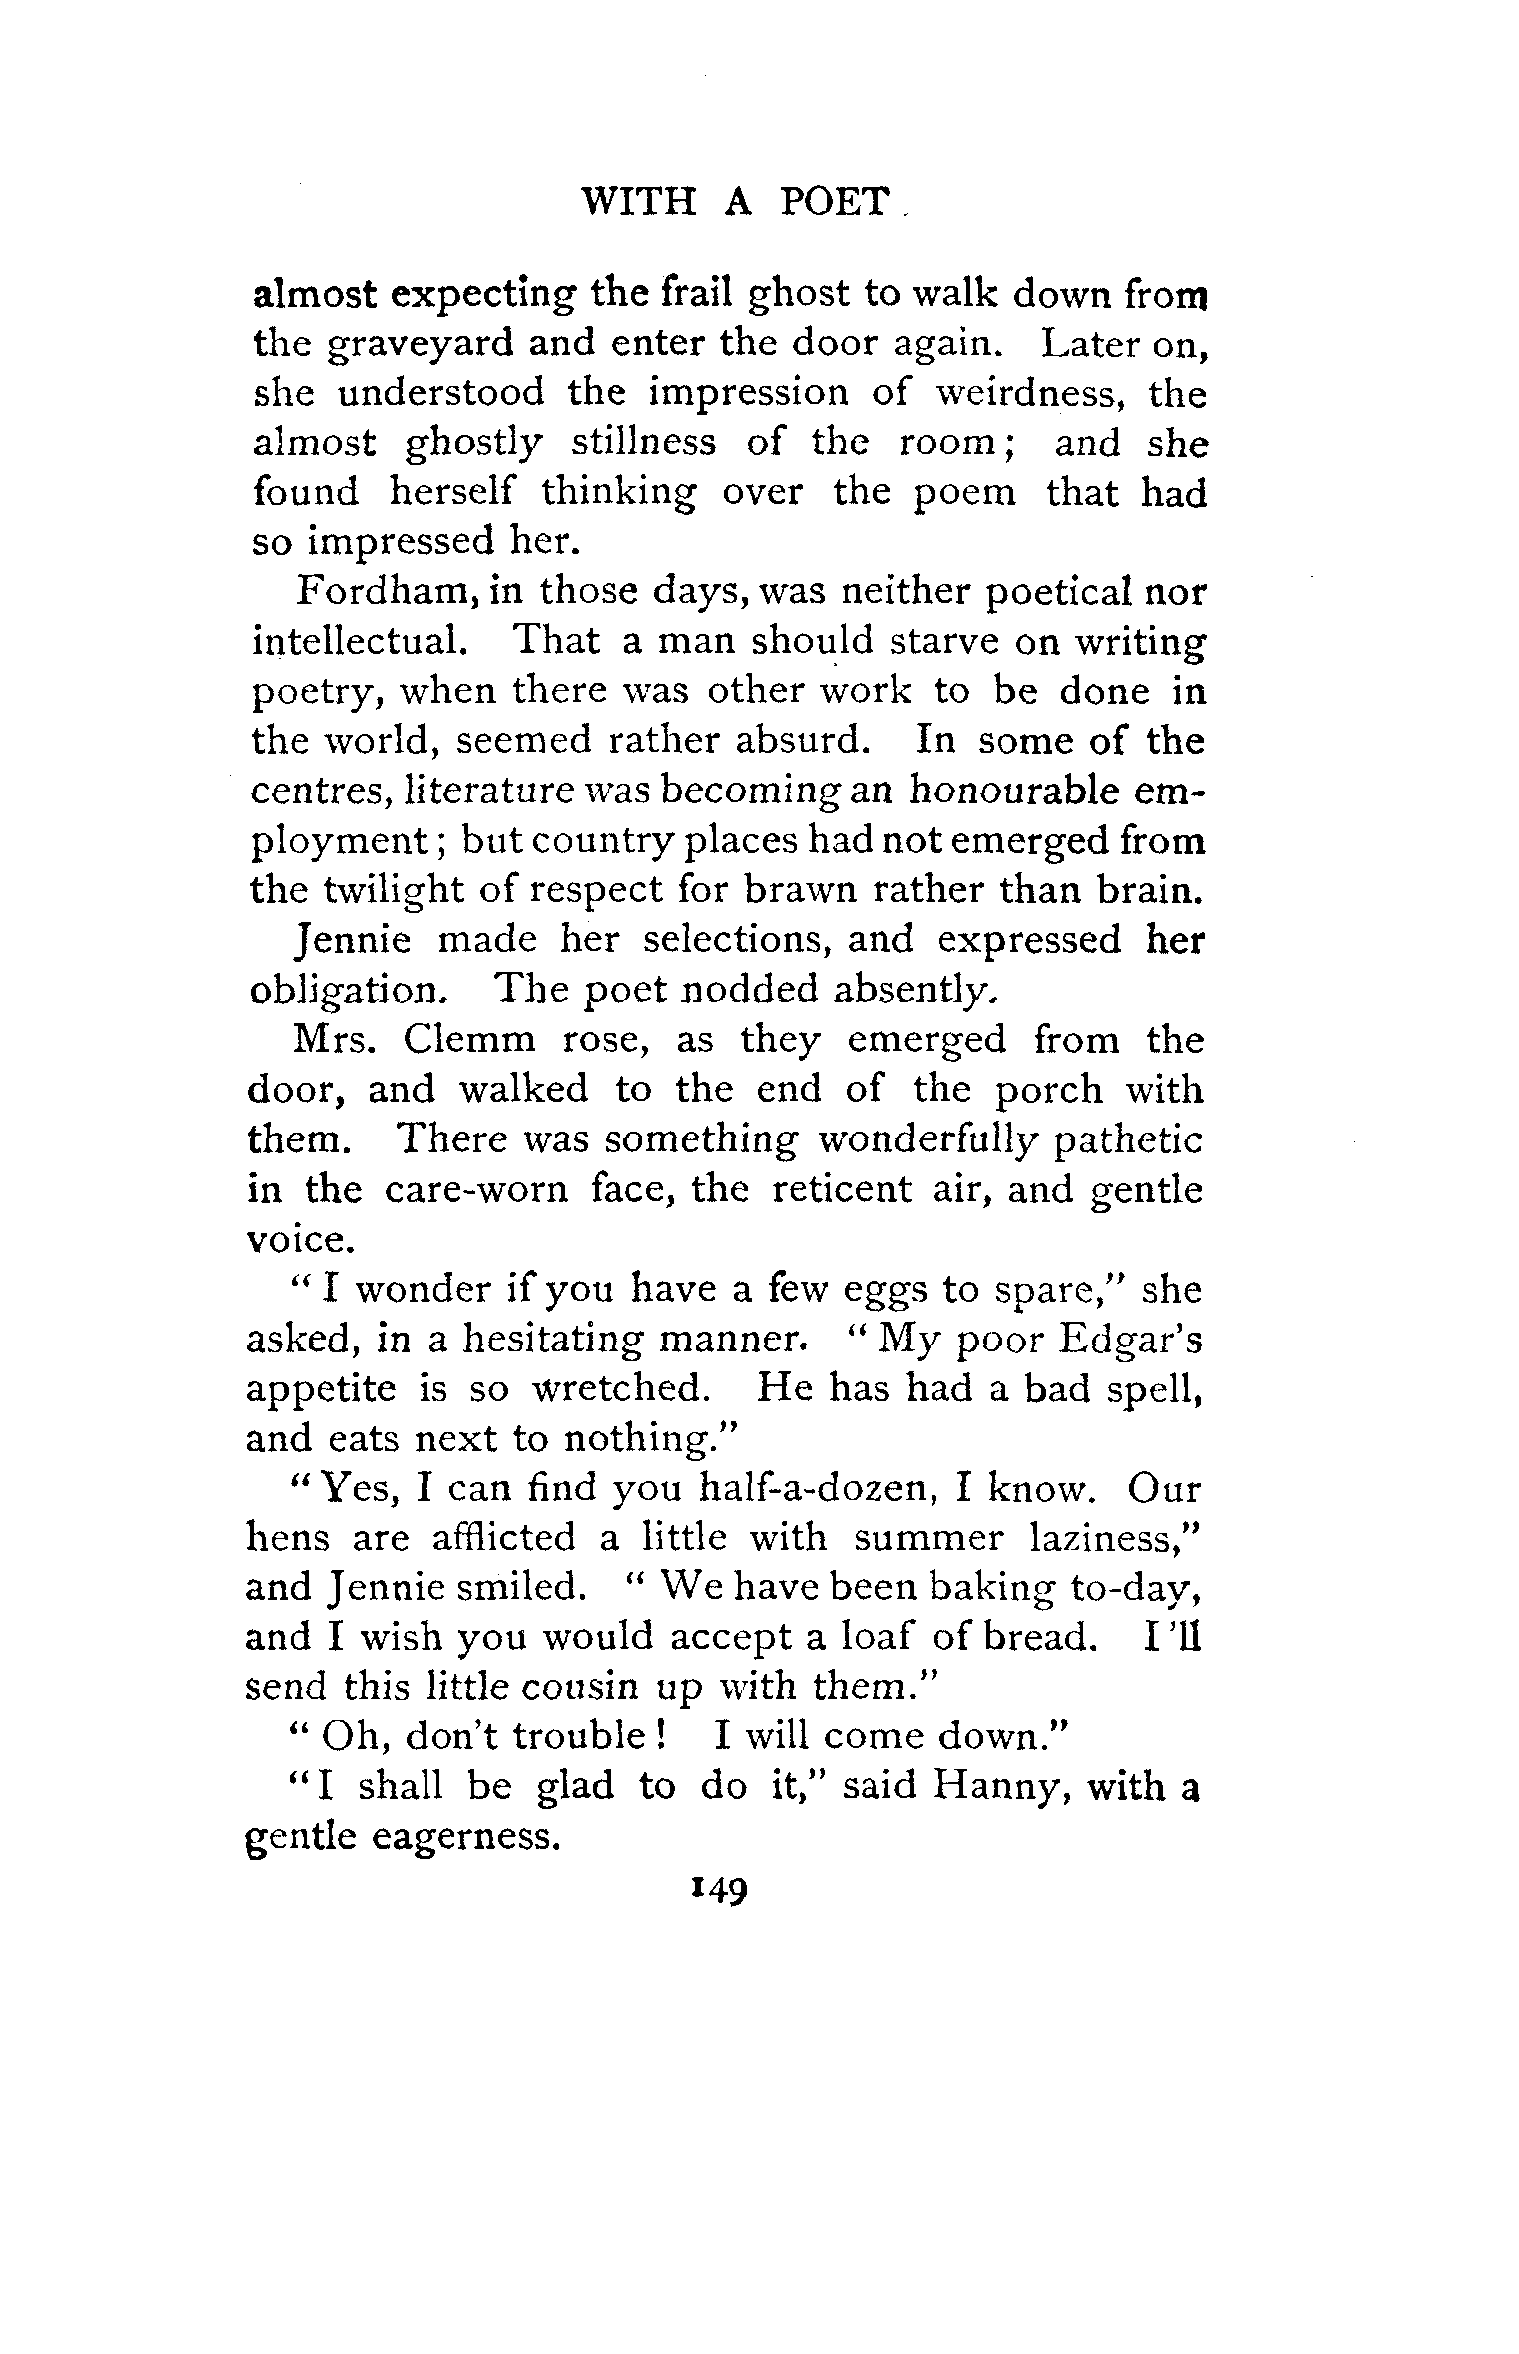 WITH A POET
almost expecting the frail ghost to walk down from
the graveyard and enter the door again. Later on,
she understood the impression of weirdness, the
almost ghostly stillness of the room; and she
found herself thinking over the poem that had
so impressed her.
Fordham, in those days, was neither poetical nor
intellectual. That a man should starve on writing
poetry, when there was other work to be done in
the world, seemed rather absurd. In some of the
centres, literature was becoming an honourable em-
ployment; but country places had not emerged from
the twilight of respect for brawn rather than brain.
Jennie made her selections, and expressed her
obligation. The poet nodded absently.
Mrs. Clemm rose, as they emerged from the
door, and walked to the end of the porch with
them. There was something wonderfully pathetic
in the care-worn face, the reticent air, and gentle
voice.
"I wonder if you have a few eggs to spare," she
asked, in a hesitating manner. "My poor Edgar's
appetite is so wretched. He has had a bad spell,
and eats next to nothing."
"Yes, I can find you half-a-dozen, I know. Our
hens are afflicted a little with summer laziness,"
and Jennie smiled. "We have been baking to-day,
and I wish you would accept a loaf of bread. I'll
send this little cousin up with them."
"Oh, don't trouble! I will come down."
"I shall be glad to do it," said Hanny, with a
gentle eagerness.
149